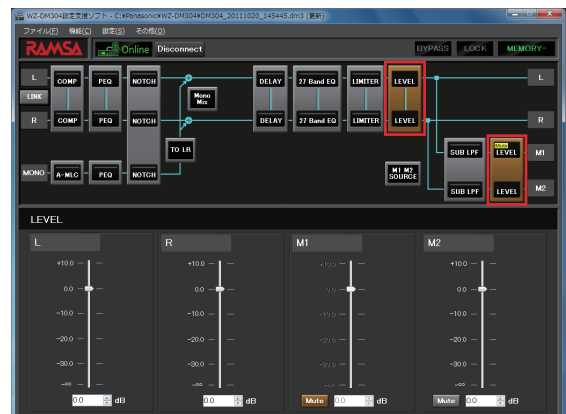 WZ-DM304設定支援ソフト - C:¥Panasonic¥WZ-DM304¥DM304_20111020_145445.dm3 (更新)
ファイル(F) 機能(C) 設定(S) その他(O)
RAMSA Online Disconnect BYPASS LOCK MEMORY-
L COMP PEQ NOTCH DELAY 27 Band EQ LIMITER LEVEL L
LINK Mono Mix
R COMP PEQ NOTCH DELAY 27 Band EQ LIMITER LEVEL R
TO LR SUB LPF Mute LEVEL M1
MONO A-MLC PEQ NOTCH M1 M2 SOURCE
SUB LPF LEVEL M2
LEVEL
L R M1 M2
+10.0 +10.0 +10.0 +10.0
0.0 0.0 0.0 0.0
-10.0 -10.0 -10.0 -10.0
-20.0 -20.0 -20.0 -20.0
-30.0 -30.0 -30.0 -30.0
-∞ -∞ -∞ -∞
0.0 dB 0.0 dB Mute 0.0 dB Mute 0.0 dB